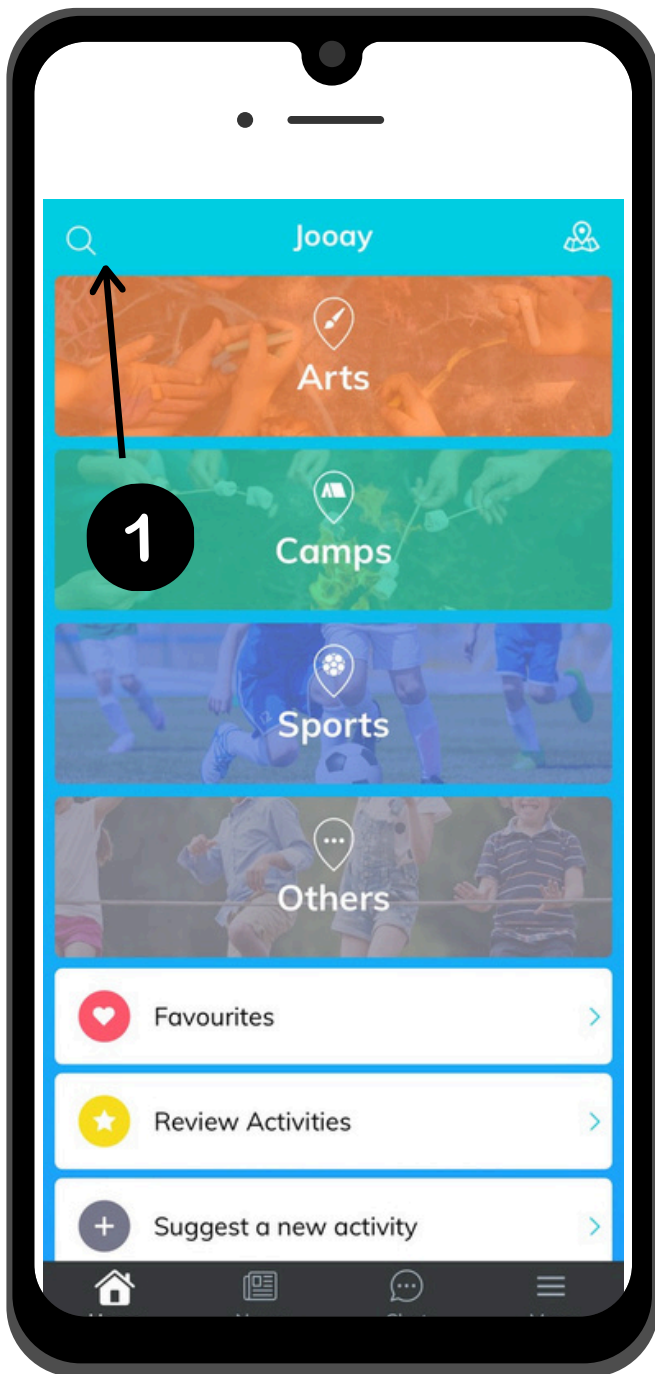 Jooay
Arts
1
Camps
Sports
Others
Favourites
Review Activities
Suggest a new activity